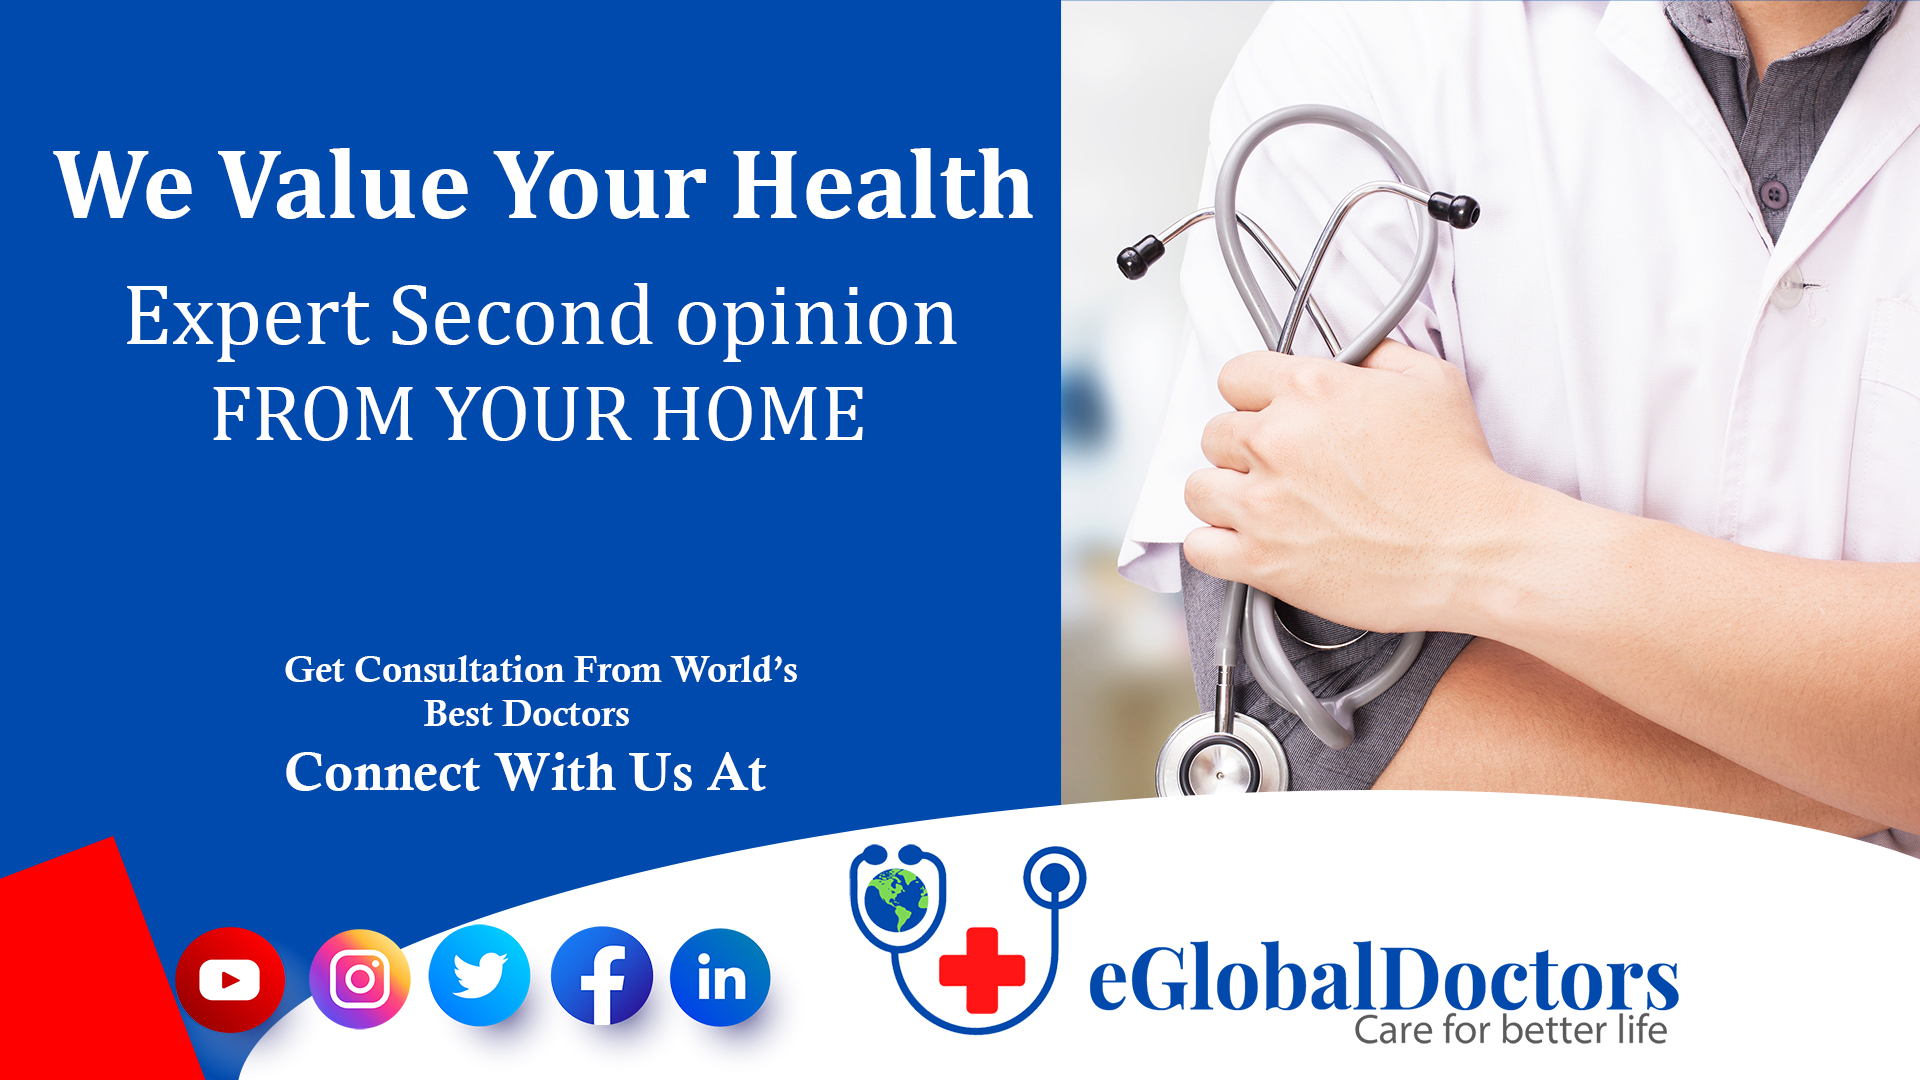 We Value Your Health
Expert Second opinion
FROM YOUR HOME
Get Consultation From World's
Best Doctors
Connect With Us At
in
eGlobalDoctors
Care for better life